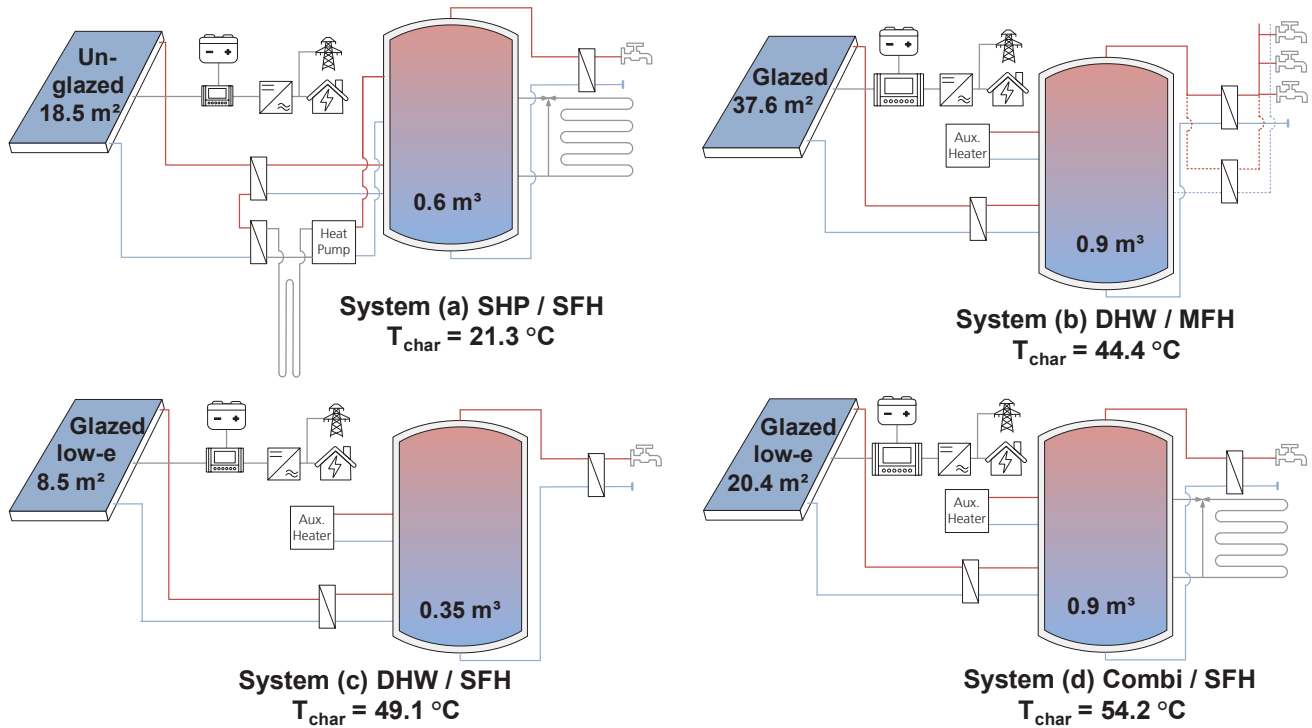 Un-
glazed
18.5 m²
0.6 m³
Heat
Pump
System (a) SHP / SFH
Tchar = 21.3 °C
Glazed
37.6 m²
Aux.
Heater
0.9 m³
System (b) DHW / MFH
Tchar = 44.4 °C
Glazed
low-e
8.5 m²
Aux.
Heater
0.35 m³
System (c) DHW / SFH
Tchar = 49.1 °C
Glazed
low-e
20.4 m²
Aux.
Heater
0.9 m³
System (d) Combi / SFH
Tchar = 54.2 °C